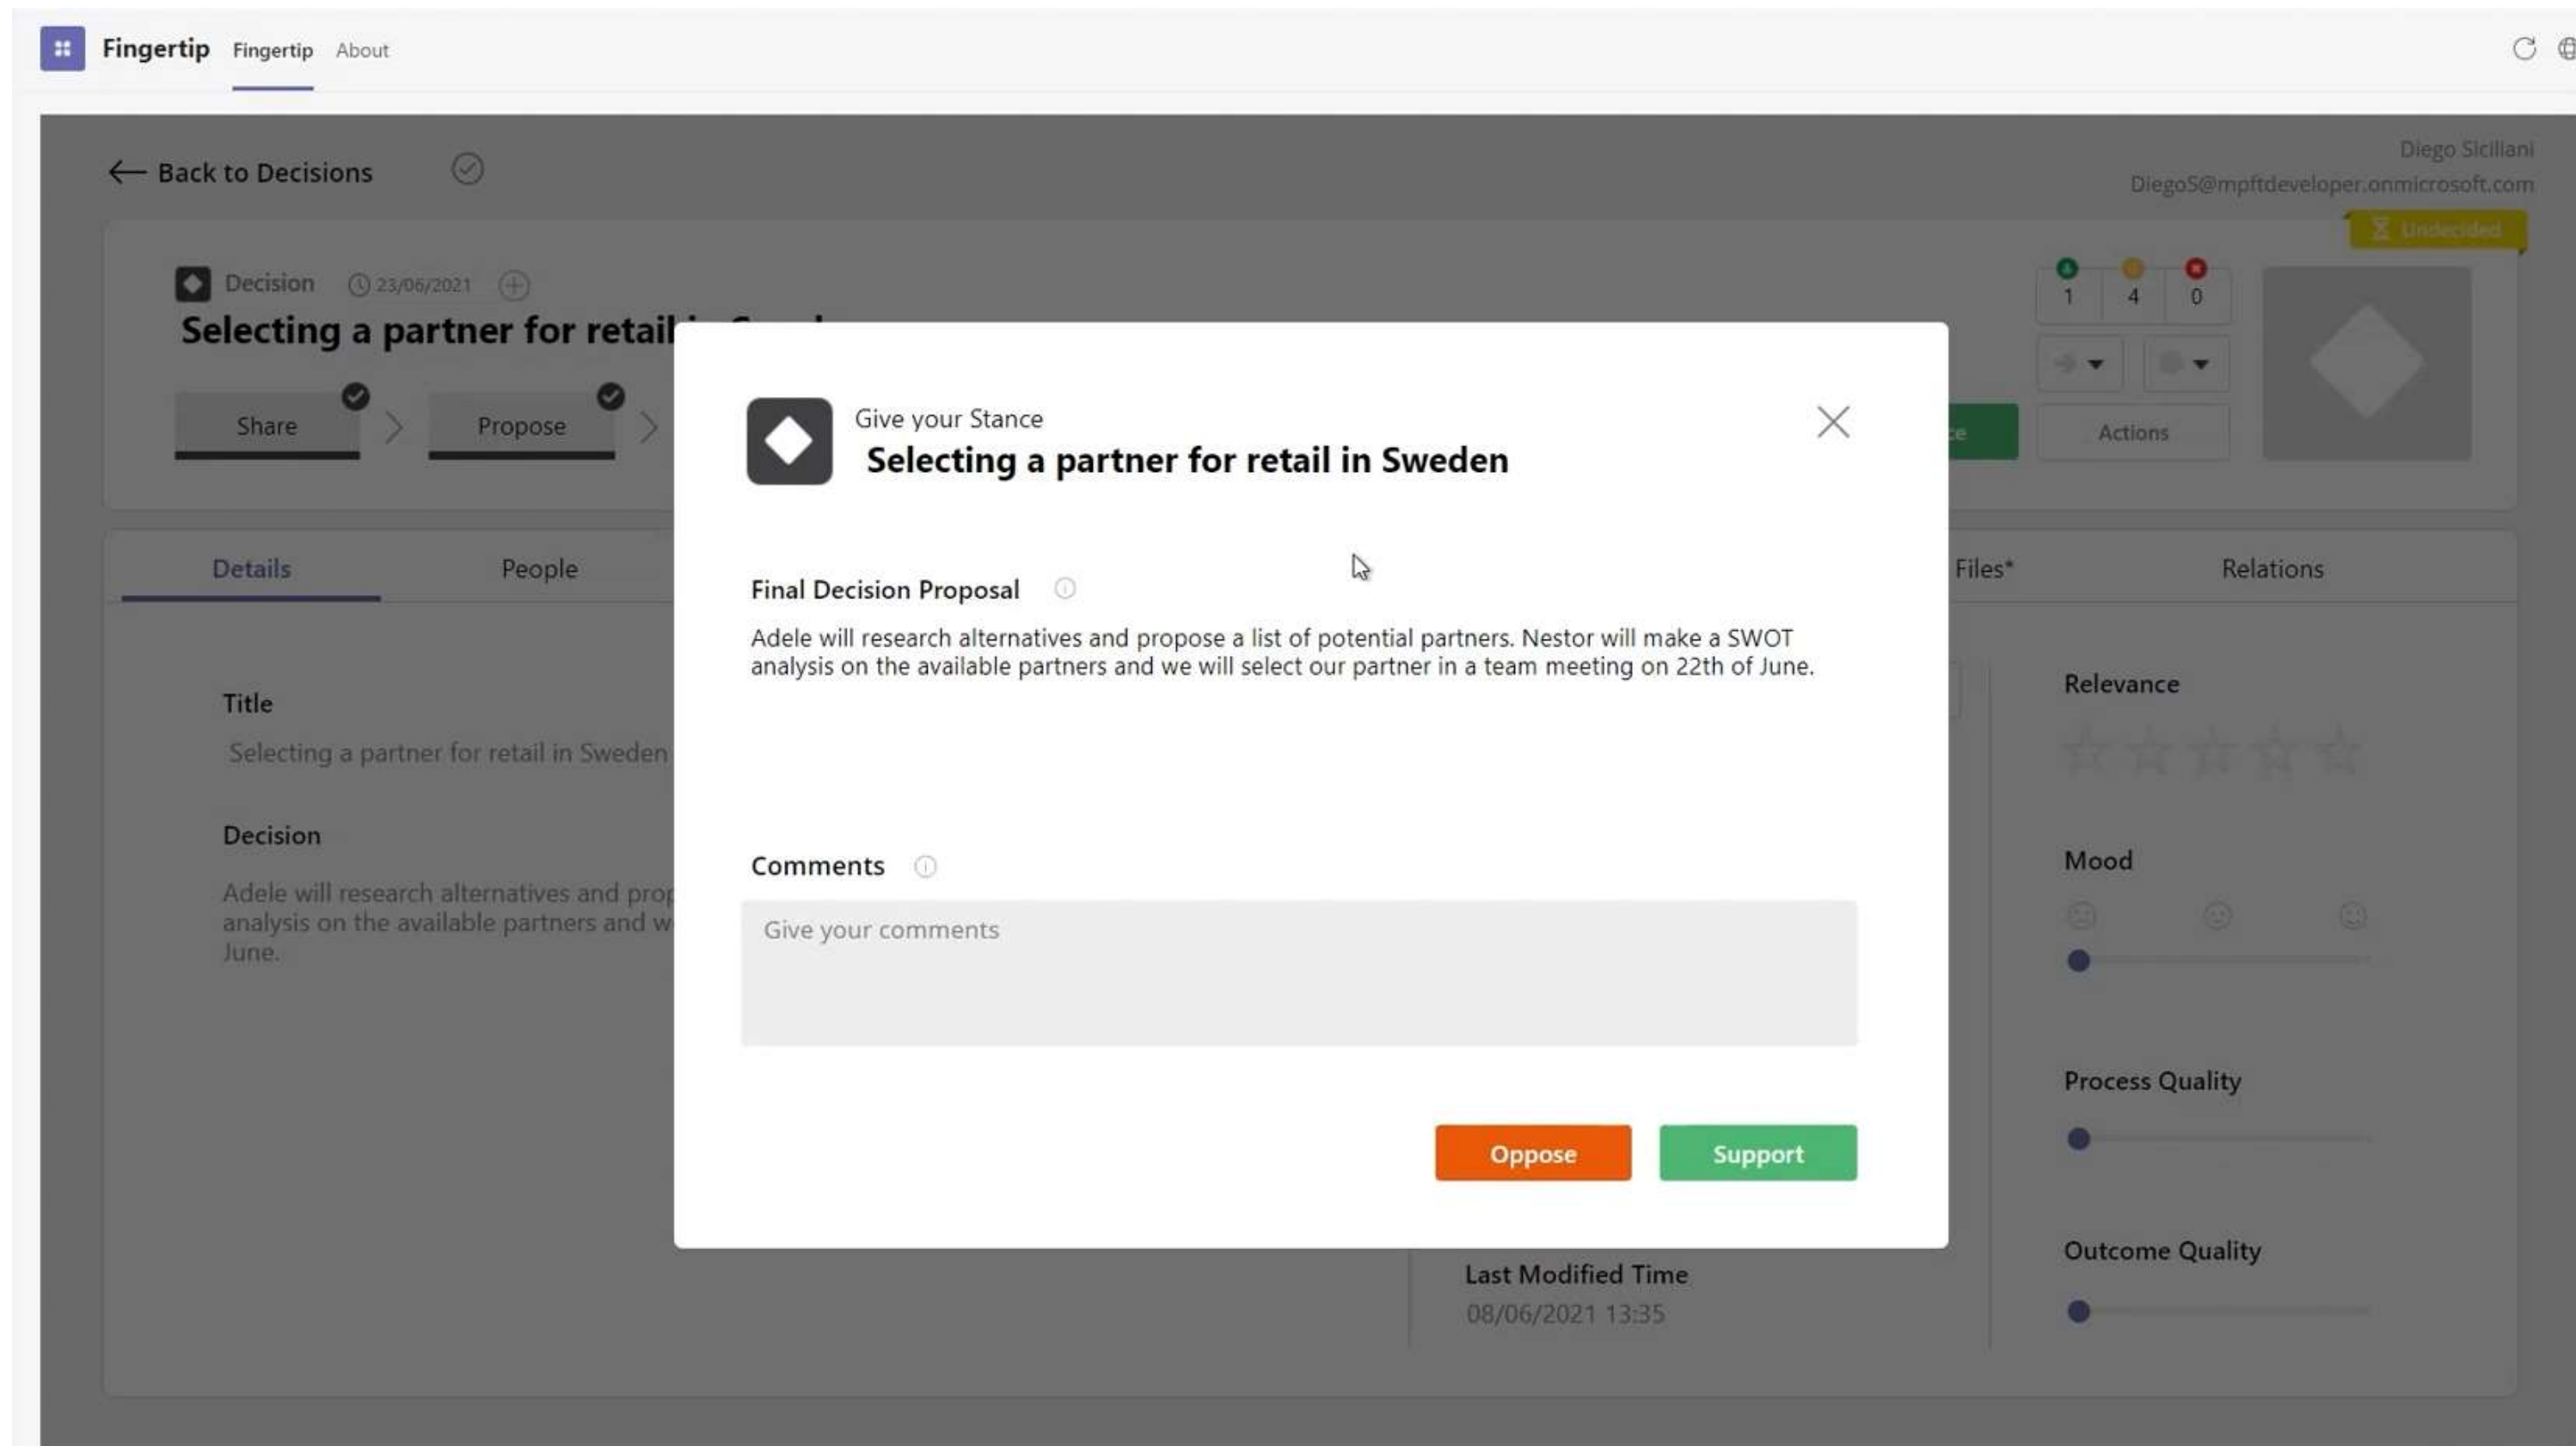 Fingertip Fingertip About
Back to Decisions
Diego Siciliani
DiegoS@mpftdeveloper.onmicrosoft.com
Undecided
Decision 23/06/2021
1 4 0
Selecting a partner for retail
Share Propose
Actions
Give your Stance
Selecting a partner for retail in Sweden
Details People Files* Relations
Final Decision Proposal
Adele will research alternatives and propose a list of potential partners. Nestor will make a SWOT
analysis on the available partners and we will select our partner in a team meeting on 22th of June.
Title
Selecting a partner for retail in Sweden
Decision
Adele will research alternatives and prop
analysis on the available partners and w
June.
Comments
Give your comments
Oppose Support
Last Modified Time
08/06/2021 13:35
Relevance
Mood
Process Quality
Outcome Quality